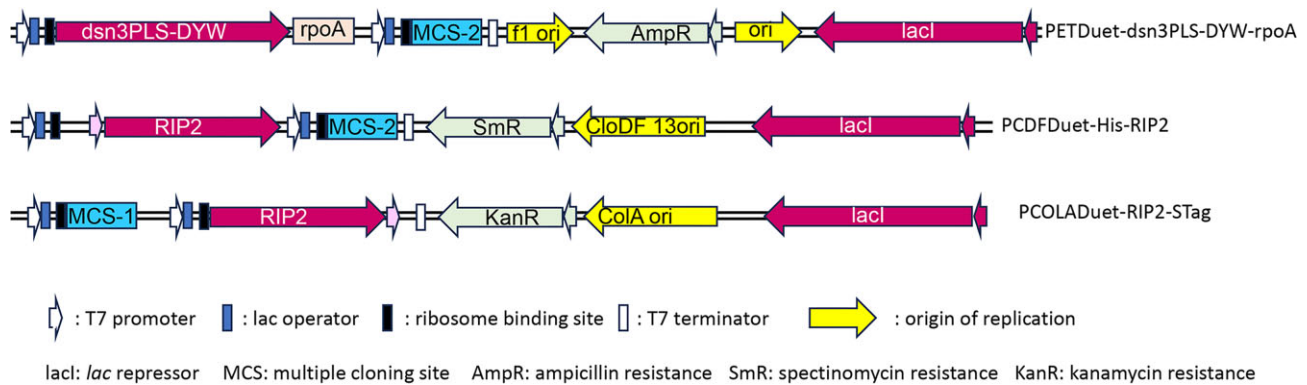 dsn3PLS-DYW rpoA MCS-2 f1 ori AmpR ori lacI PETDuet-dsn3PLS-DYW-rpoA
RIP2 MCS-2 SmR CloDF 13ori lacI PCDFDuet-His-RIP2
MCS-1 RIP2 KanR ColA ori lacI PCOLADuet-RIP2-STag
: T7 promoter : lac operator : ribosome binding site : T7 terminator : origin of replication
lacI: lac repressor MCS: multiple cloning site AmpR: ampicillin resistance SmR: spectinomycin resistance KanR: kanamycin resistance